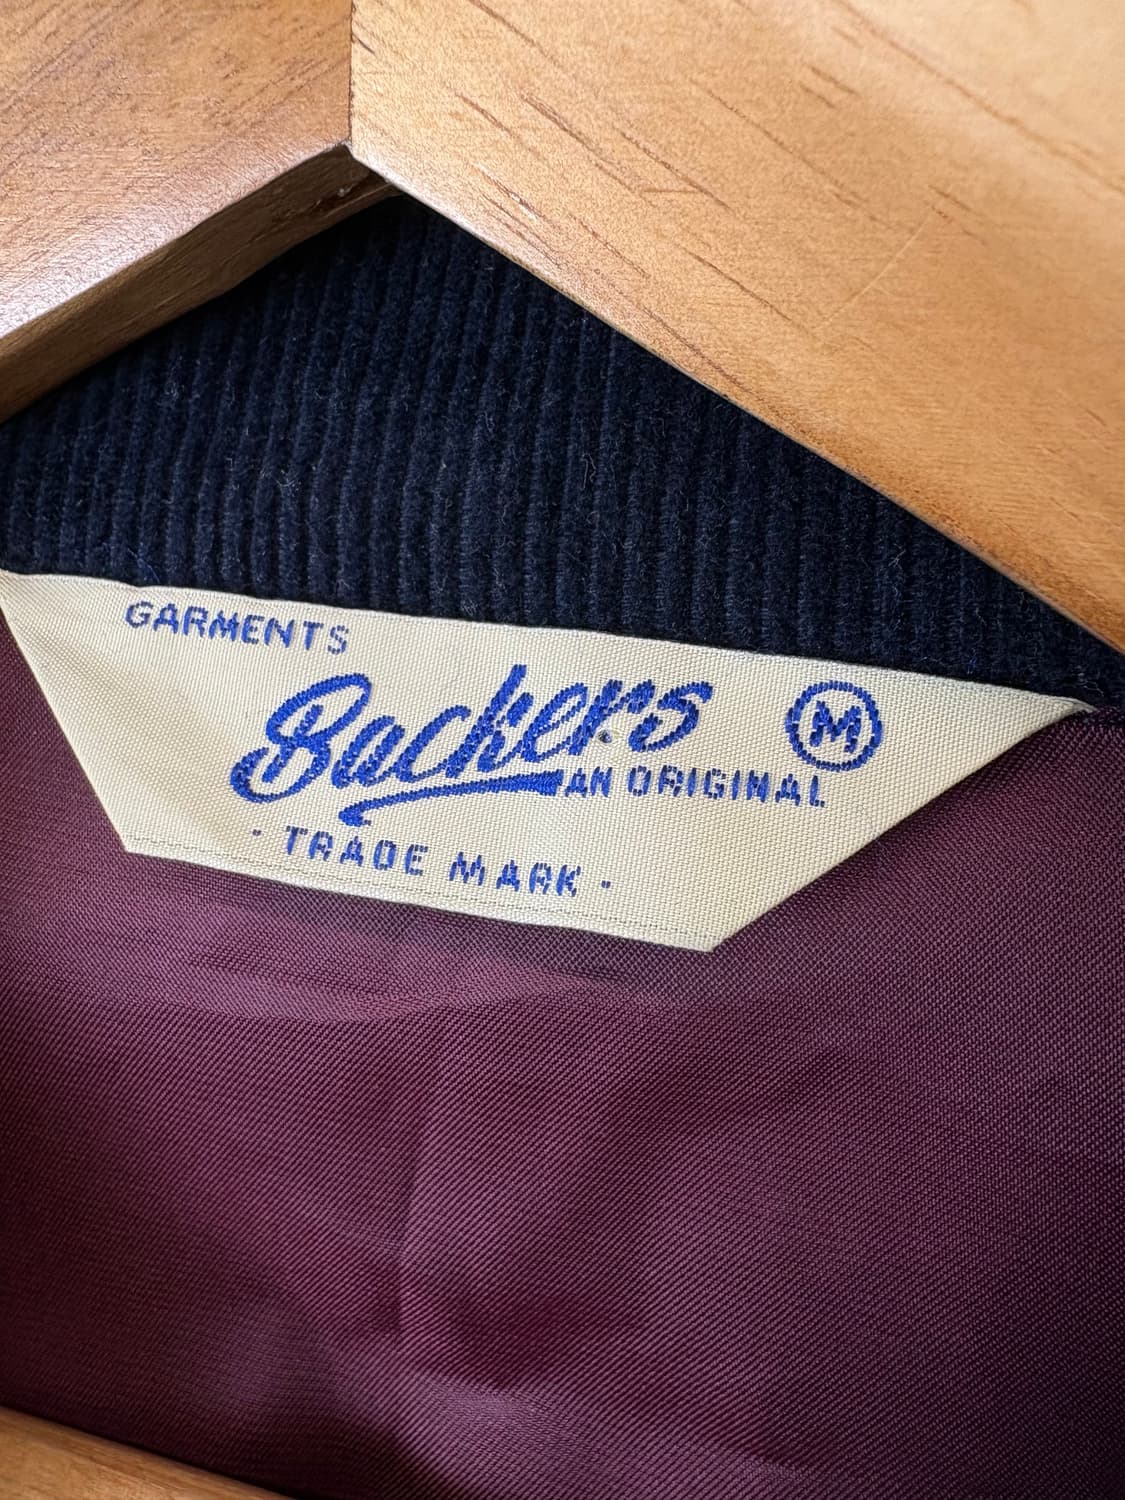 GARMENTS
Backers
M
AN ORIGINAL
· TRADE MARK ·